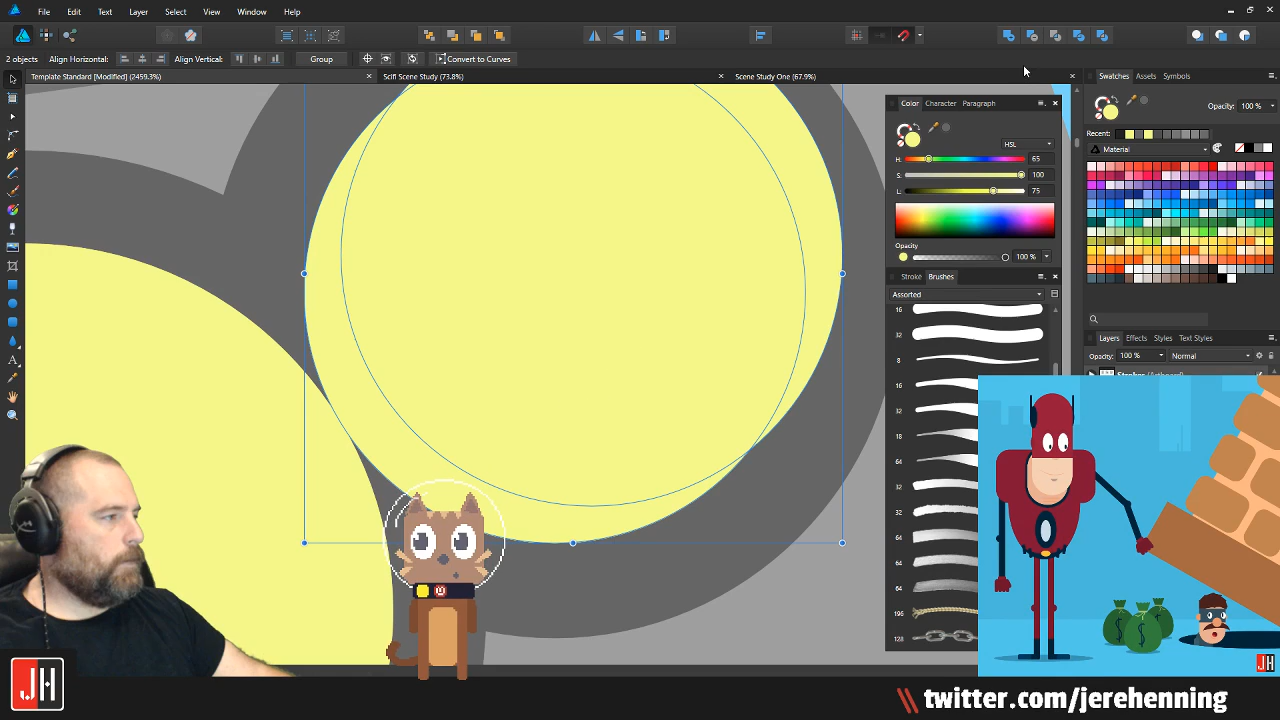 File Edit Text Layer Select View Window Help
2 objects Align Horizontal: Align Vertical: Group Convert to Curves
Template Standard [Modified] (2459.3%) Scifi Scene Study (73.8%) Scene Study One (67.9%)
Swatches Assets Symbols
Color Character Paragraph
Opacity: 100 %
Recent:
HSL
Material
H: 65
S: 100
L: 75
Opacity
100 %
Stroke Brushes
Assorted
16
32
8
16
32
18
64
32
32
64
64
64
196
128
Layers Effects Styles Text Styles
Opacity: 100 % Normal
JH
JH
twitter.com/jerehenning